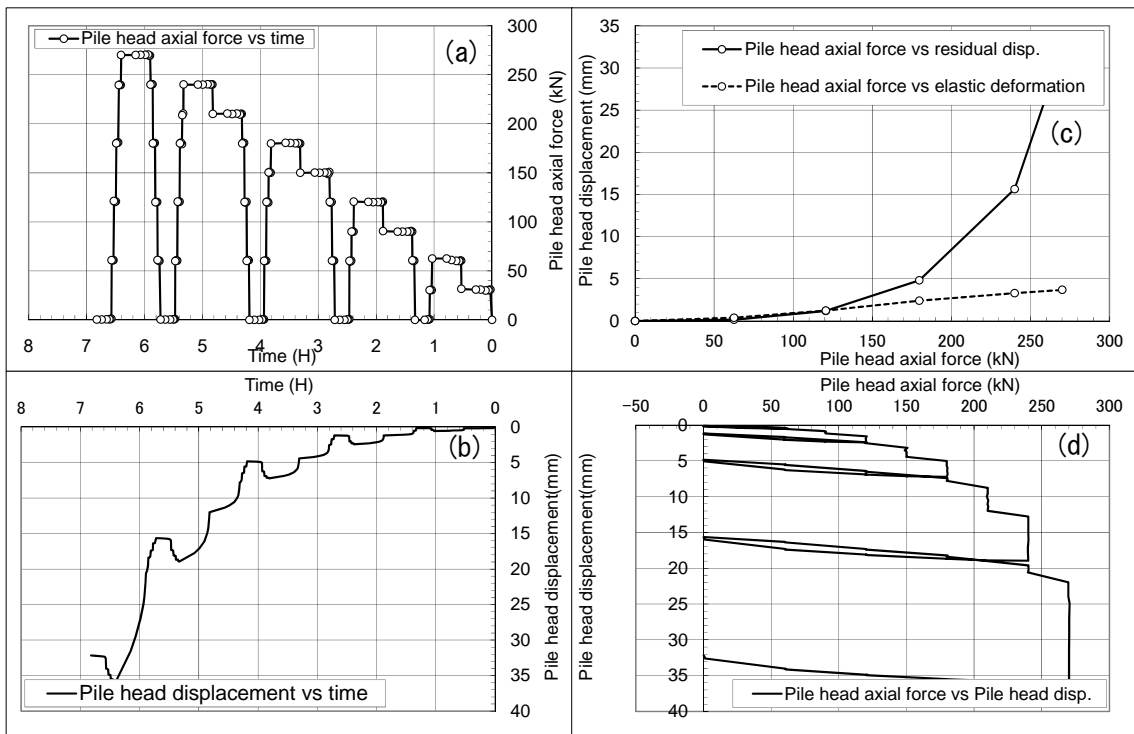 Pile head axial force vs time
(a)
300
250
200
150
100
50
0
Pile head axial force (kN)
8 7 6 5 4 3 2 1 0
Time (H)
35
30
25
20
15
10
5
0
Pile head displacement (mm)
Pile head axial force vs residual disp.
Pile head axial force vs elastic deformation
(c)
0 50 100 150 200 250 300
Pile head axial force (kN)
Time (H)
8 7 6 5 4 3 2 1 0
(b)
0
5
10
15
20
25
30
35
40
Pile head displacement(mm)
Pile head displacement vs time
Pile head axial force (kN)
−50 0 50 100 150 200 250 300
(d)
0
5
10
15
20
25
30
35
40
Pile head displacement(mm)
Pile head axial force vs Pile head disp.